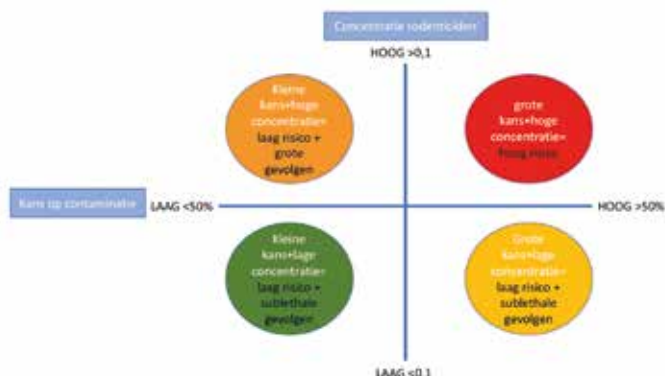 Concentratie rodenticiden
HOOG >0,1
Kleine
kans+hoge
concentratie=
laag risico +
grote
gevolgen
grote
kans+hoge
concentratie=
hoog risico
Kans op contaminatie
LAAG <50%
HOOG >50%
Kleine
kans+lage
concentratie=
laag risico +
sublethale
gevolgen
Grote
kans+lage
concentratie=
laag risico +
sublethale
gevolgen
LAAG <0,1